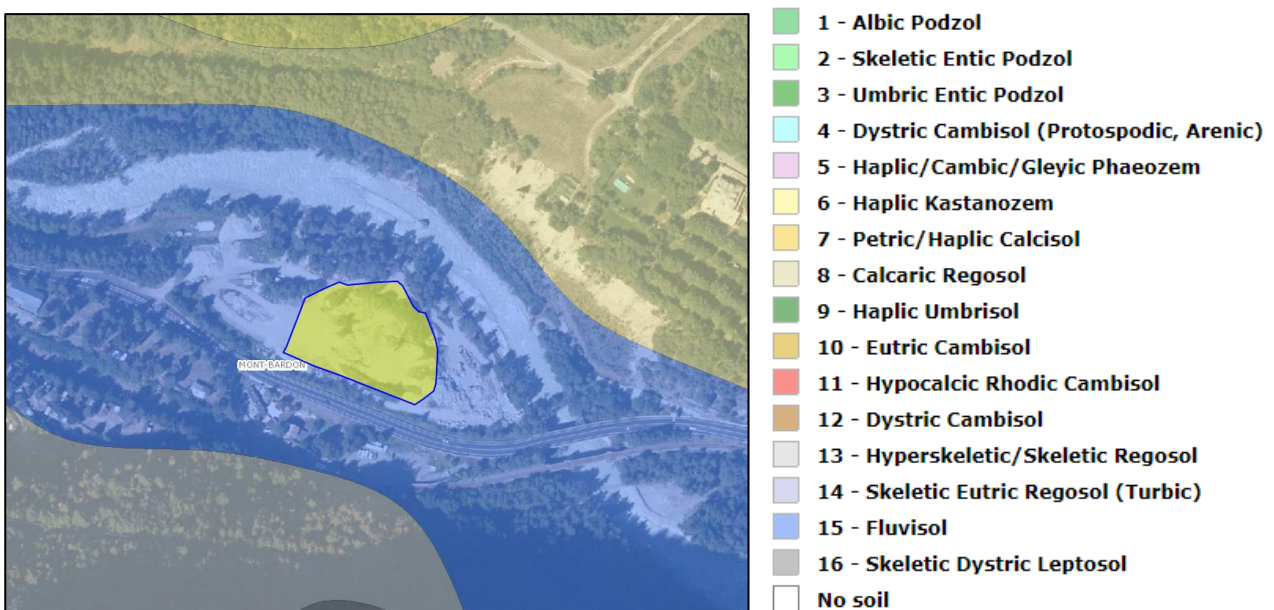 MONT-BARDON
1 - Albic Podzol
2 - Skeletic Entic Podzol
3 - Umbric Entic Podzol
4 - Dystric Cambisol (Protospodic, Arenic)
5 - Haplic/Cambic/Gleyic Phaeozem
6 - Haplic Kastanozem
7 - Petric/Haplic Calcisol
8 - Calcaric Regosol
9 - Haplic Umbrisol
10 - Eutric Cambisol
11 - Hypocalcic Rhodic Cambisol
12 - Dystric Cambisol
13 - Hyperskeletic/Skeletic Regosol
14 - Skeletic Eutric Regosol (Turbic)
15 - Fluvisol
16 - Skeletic Dystric Leptosol
No soil